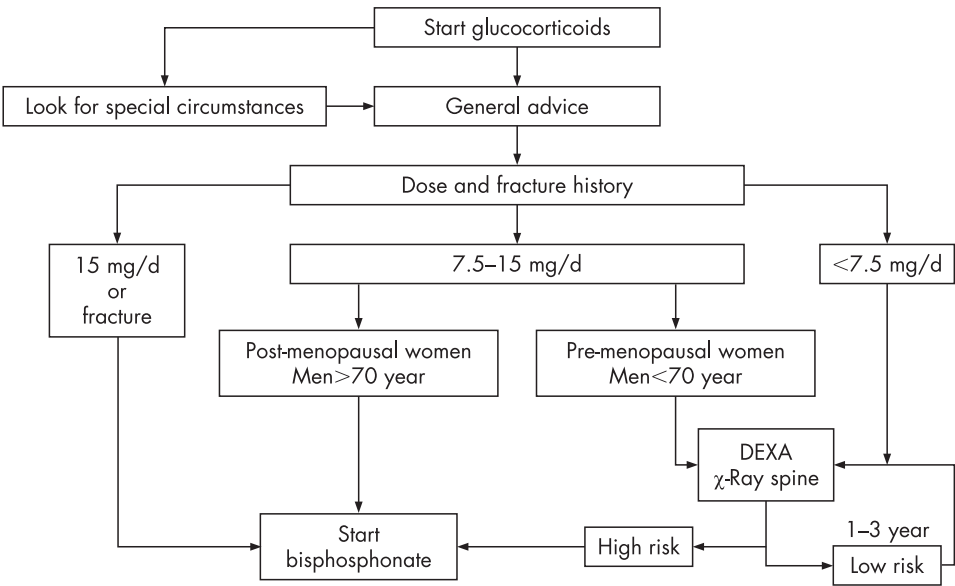 Start glucocorticoids
Look for special circumstances
General advice
Dose and fracture history
15 mg/d
or
fracture
7.5–15 mg/d
<7.5 mg/d
Post-menopausal women
Men>70 year
Pre-menopausal women
Men<70 year
DEXA
χ-Ray spine
Start
bisphosphonate
High risk
1–3 year
Low risk